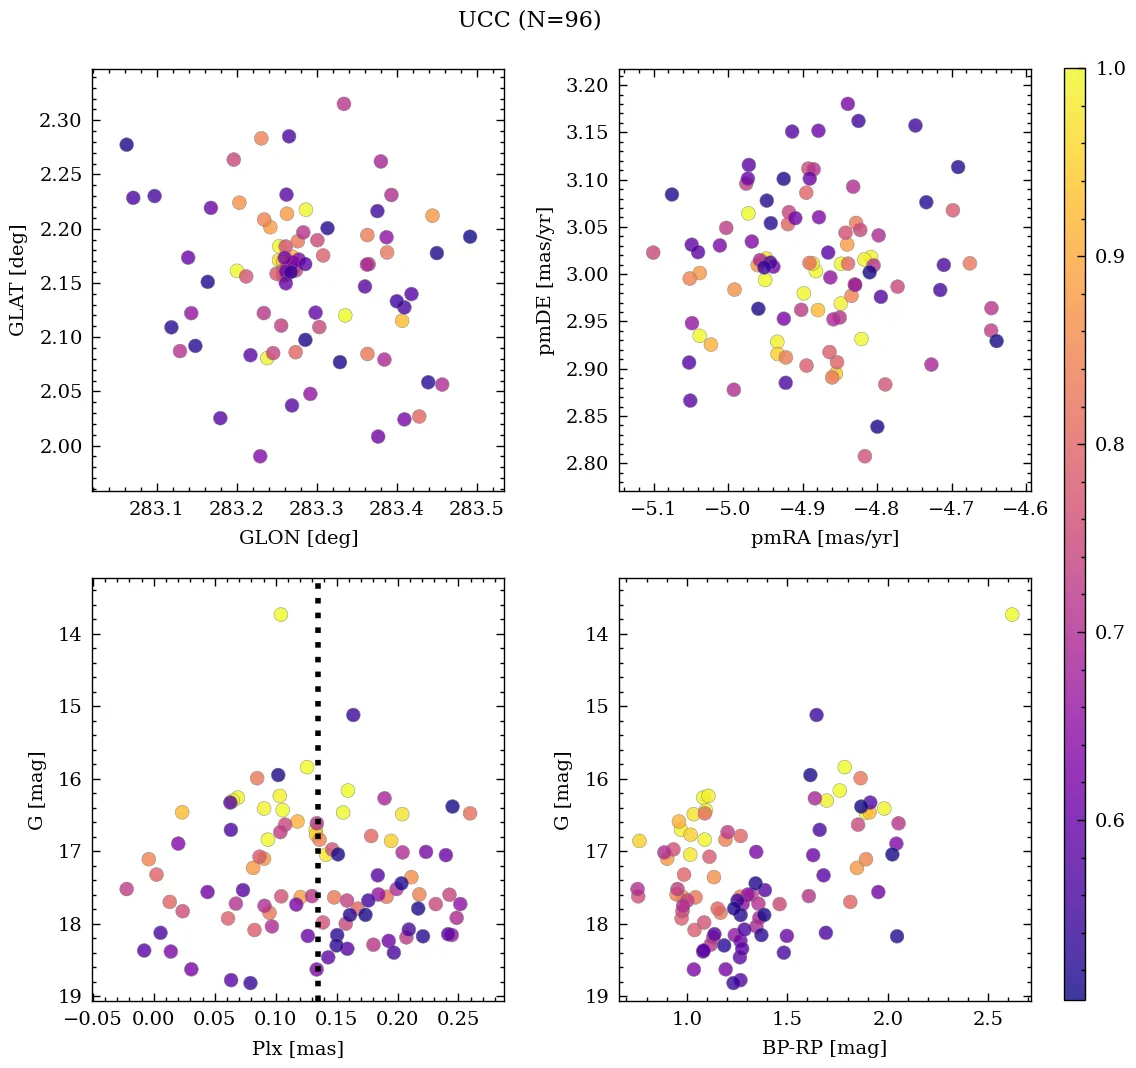 UCC (N=96)
2.30
2.25
2.20
2.15
2.10
2.05
2.00
GLAT [deg]
283.1 283.2 283.3 283.4 283.5
GLON [deg]
3.20
3.15
3.10
3.05
3.00
2.95
2.90
2.85
2.80
pmDE [mas/yr]
−5.1 −5.0 −4.9 −4.8 −4.7 −4.6
pmRA [mas/yr]
14
15
16
17
18
19
G [mag]
−0.05 0.00 0.05 0.10 0.15 0.20 0.25
Plx [mas]
14
15
16
17
18
19
G [mag]
1.0 1.5 2.0 2.5
BP-RP [mag]
1.0
0.9
0.8
0.7
0.6